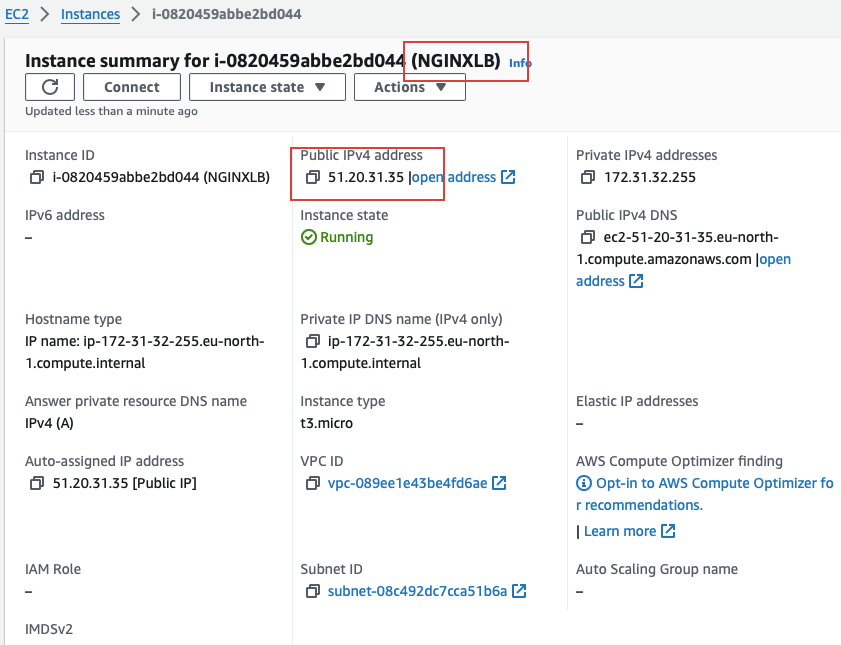 EC2 > Instances > i-0820459abbe2bd044
Instance summary for i-0820459abbe2bd044 (NGINXLB) Info
Connect Instance state ▼ Actions ▼
Updated less than a minute ago
Instance ID
i-0820459abbe2bd044 (NGINXLB)
Public IPv4 address
51.20.31.35 |open address
Private IPv4 addresses
172.31.32.255
IPv6 address
–
Instance state
Running
Public IPv4 DNS
ec2-51-20-31-35.eu-north-
1.compute.amazonaws.com |open
address
Hostname type
IP name: ip-172-31-32-255.eu-north-
1.compute.internal
Private IP DNS name (IPv4 only)
ip-172-31-32-255.eu-north-
1.compute.internal
Answer private resource DNS name
IPv4 (A)
Instance type
t3.micro
Elastic IP addresses
–
Auto-assigned IP address
51.20.31.35 [Public IP]
VPC ID
vpc-089ee1e43be4fd6ae
AWS Compute Optimizer finding
Opt-in to AWS Compute Optimizer fo
r recommendations.
| Learn more
IAM Role
–
Subnet ID
subnet-08c492dc7cca51b6a
Auto Scaling Group name
–
IMDSv2